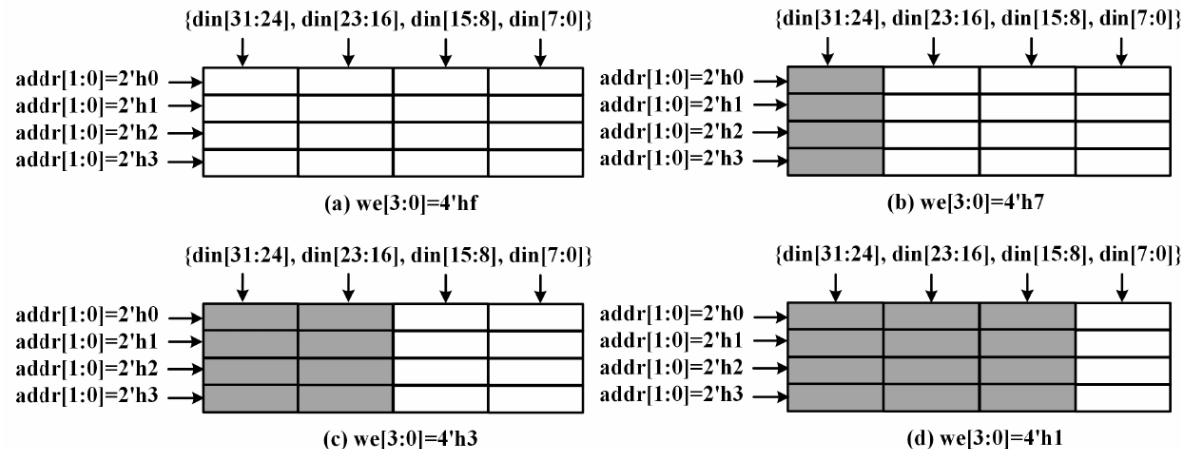 {din[31:24], din[23:16], din[15:8], din[7:0]}
addr[1:0]=2'h0
addr[1:0]=2'h1
addr[1:0]=2'h2
addr[1:0]=2'h3
(a) we[3:0]=4'hf
{din[31:24], din[23:16], din[15:8], din[7:0]}
addr[1:0]=2'h0
addr[1:0]=2'h1
addr[1:0]=2'h2
addr[1:0]=2'h3
(b) we[3:0]=4'h7
{din[31:24], din[23:16], din[15:8], din[7:0]}
addr[1:0]=2'h0
addr[1:0]=2'h1
addr[1:0]=2'h2
addr[1:0]=2'h3
(c) we[3:0]=4'h3
{din[31:24], din[23:16], din[15:8], din[7:0]}
addr[1:0]=2'h0
addr[1:0]=2'h1
addr[1:0]=2'h2
addr[1:0]=2'h3
(d) we[3:0]=4'h1